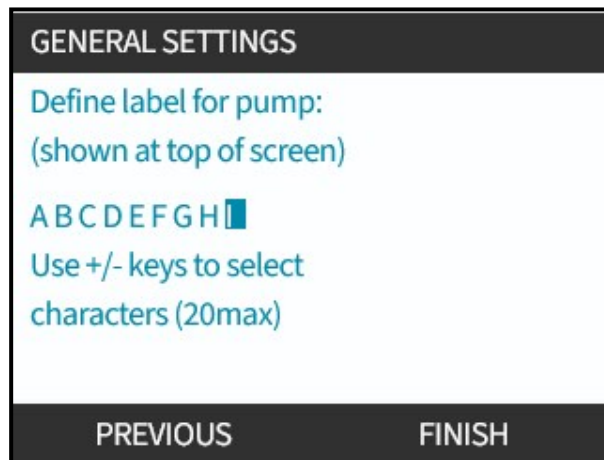 GENERAL SETTINGS
Define label for pump:
(shown at top of screen)
A B C D E F G H I
Use +/- keys to select
characters (20max)
PREVIOUS FINISH